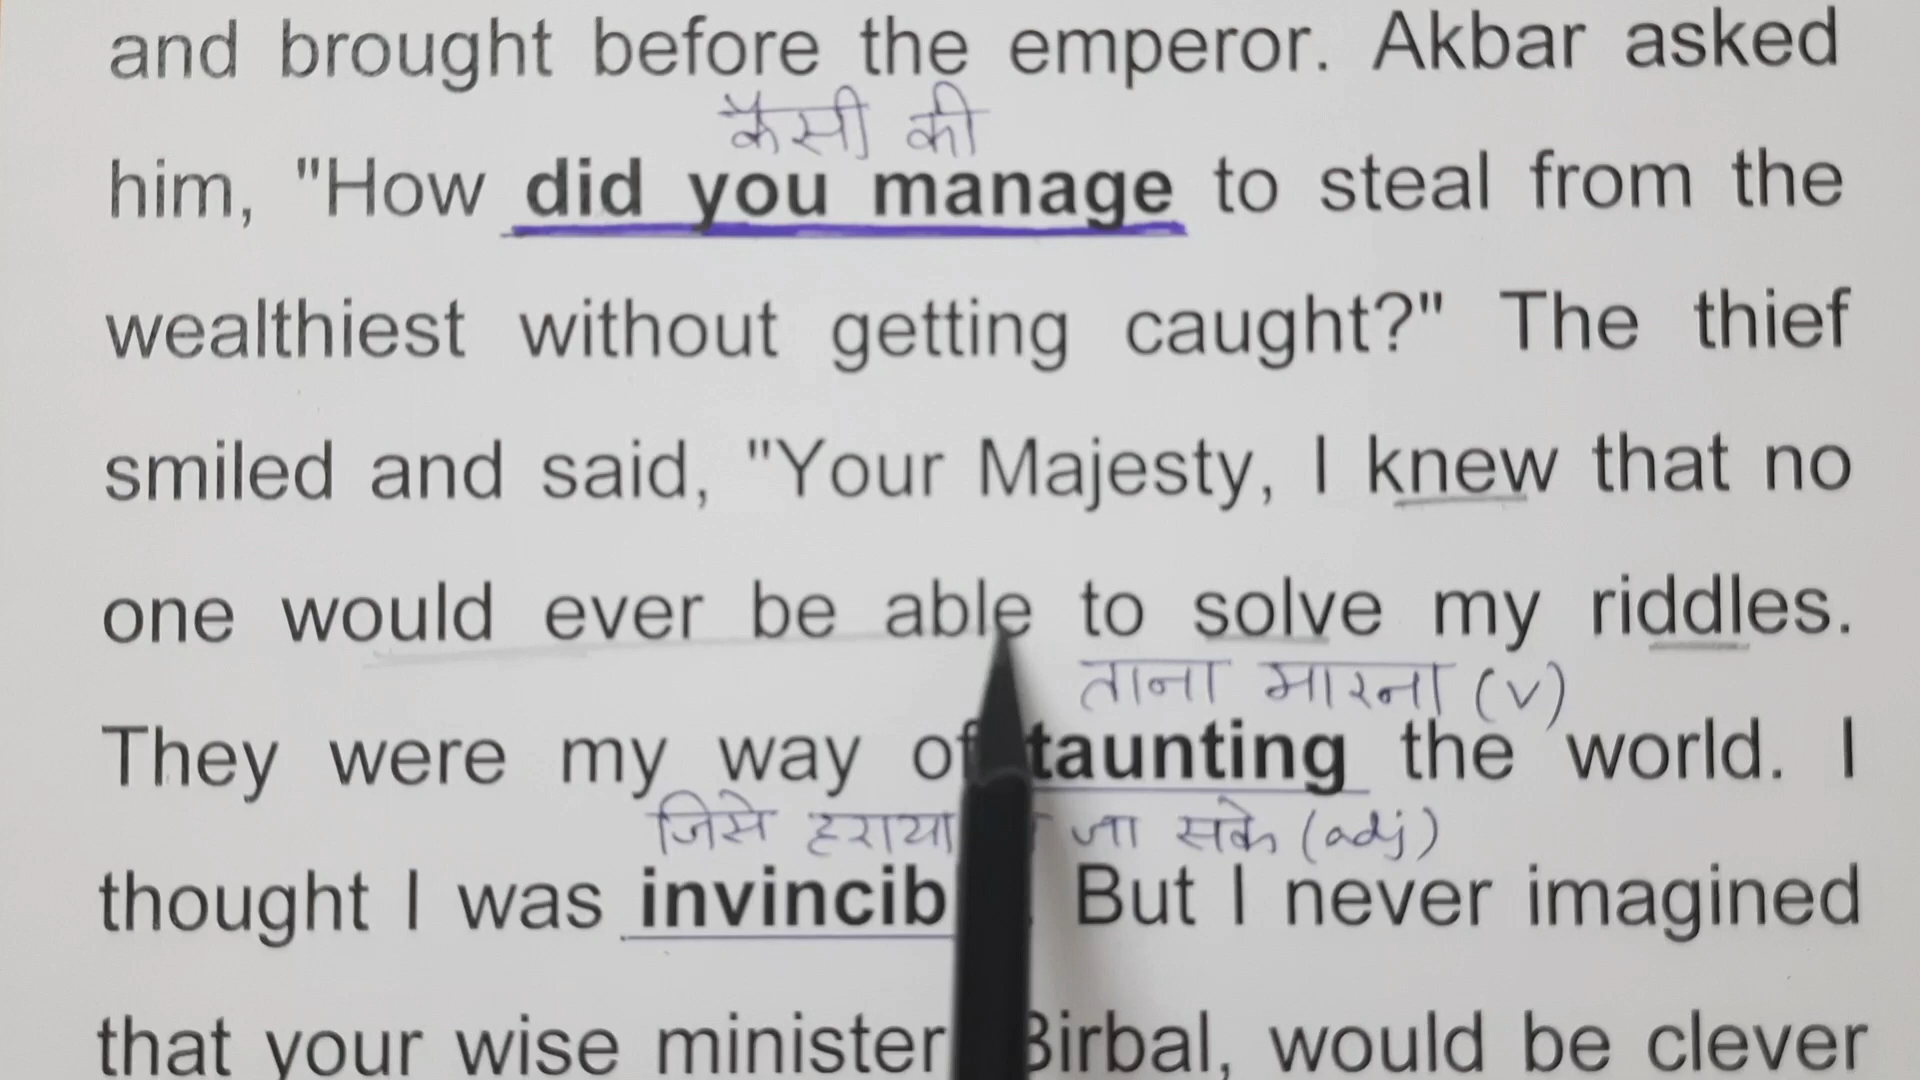 and brought before the emperor. Akbar asked
कैसी की
him, "How did you manage to steal from the
wealthiest without getting caught?" The thief
smiled and said, "Your Majesty, I knew that no
one would ever be able to solve my riddles.
ताना मारना (v)
They were my way of taunting the world. I
जिसे हराया जा सके (adj)
thought I was invincib. But I never imagined
that your wise minister Birbal, would be clever